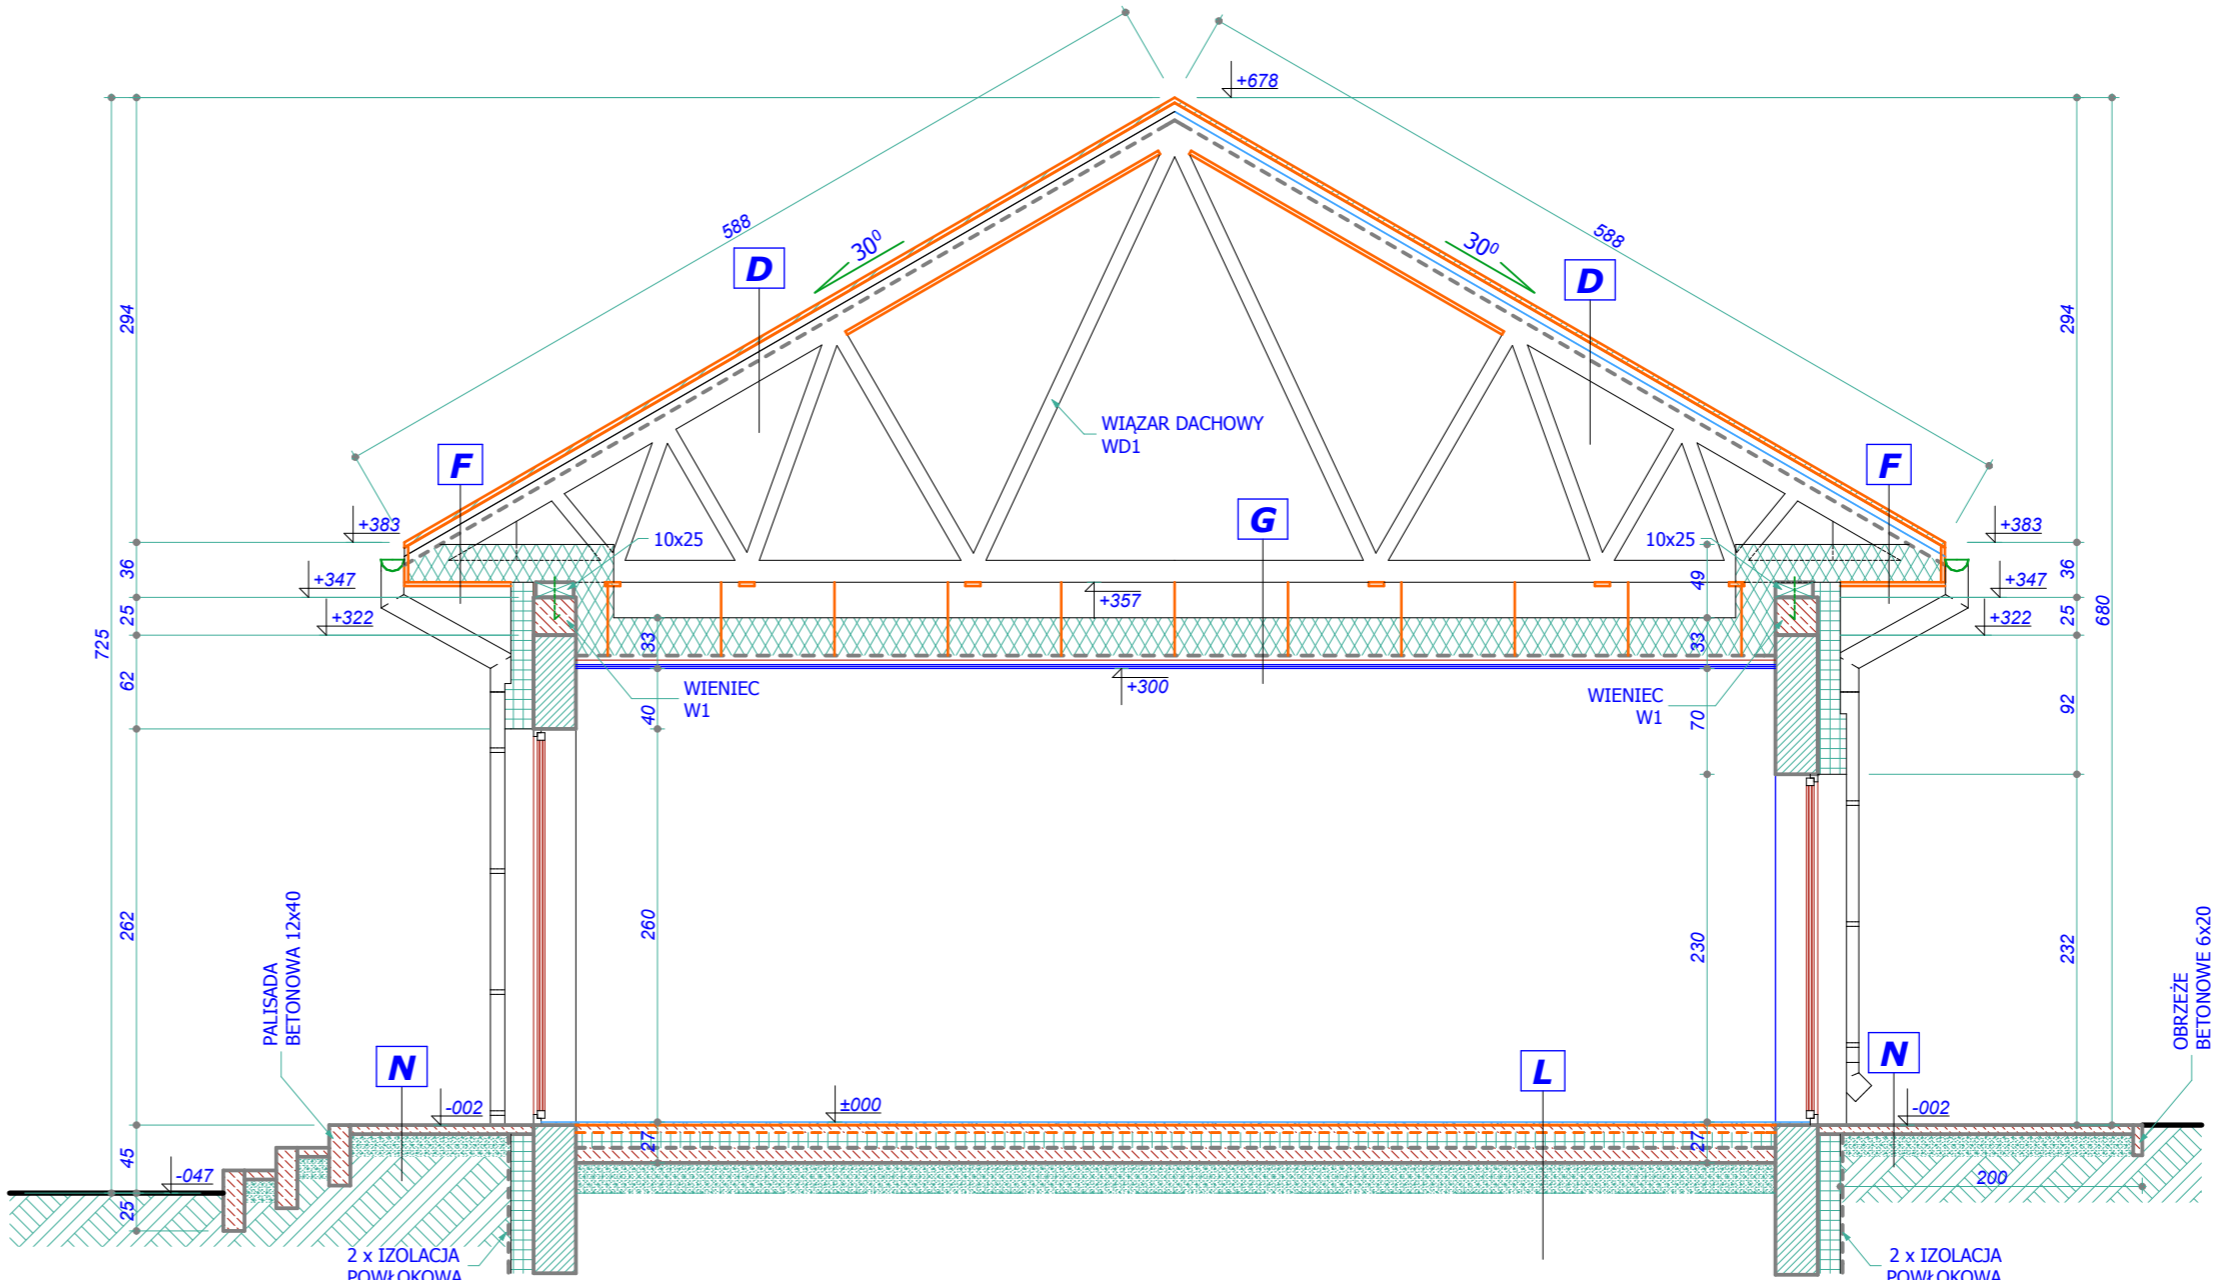 +678
588
588
30⁰
30⁰
D
D
294
294
WIĄZAR DACHOWY
WD1
F
F
G
+383
+383
10x25
10x25
36
36
+347
+347
49
+357
25
25
+322
+322
725
680
33
33
62
WIENIEC
W1
+300
WIENIEC
W1
40
70
92
262
260
230
232
PALISADA
BETONOWA 12x40
OBRZEŻE
BETONOWE 6x20
N
L
N
-002
±000
-002
45
27
27
-047
200
25
2 x IZOLACJA
POWŁOKOWA
2 x IZOLACJA
POWŁOKOWA